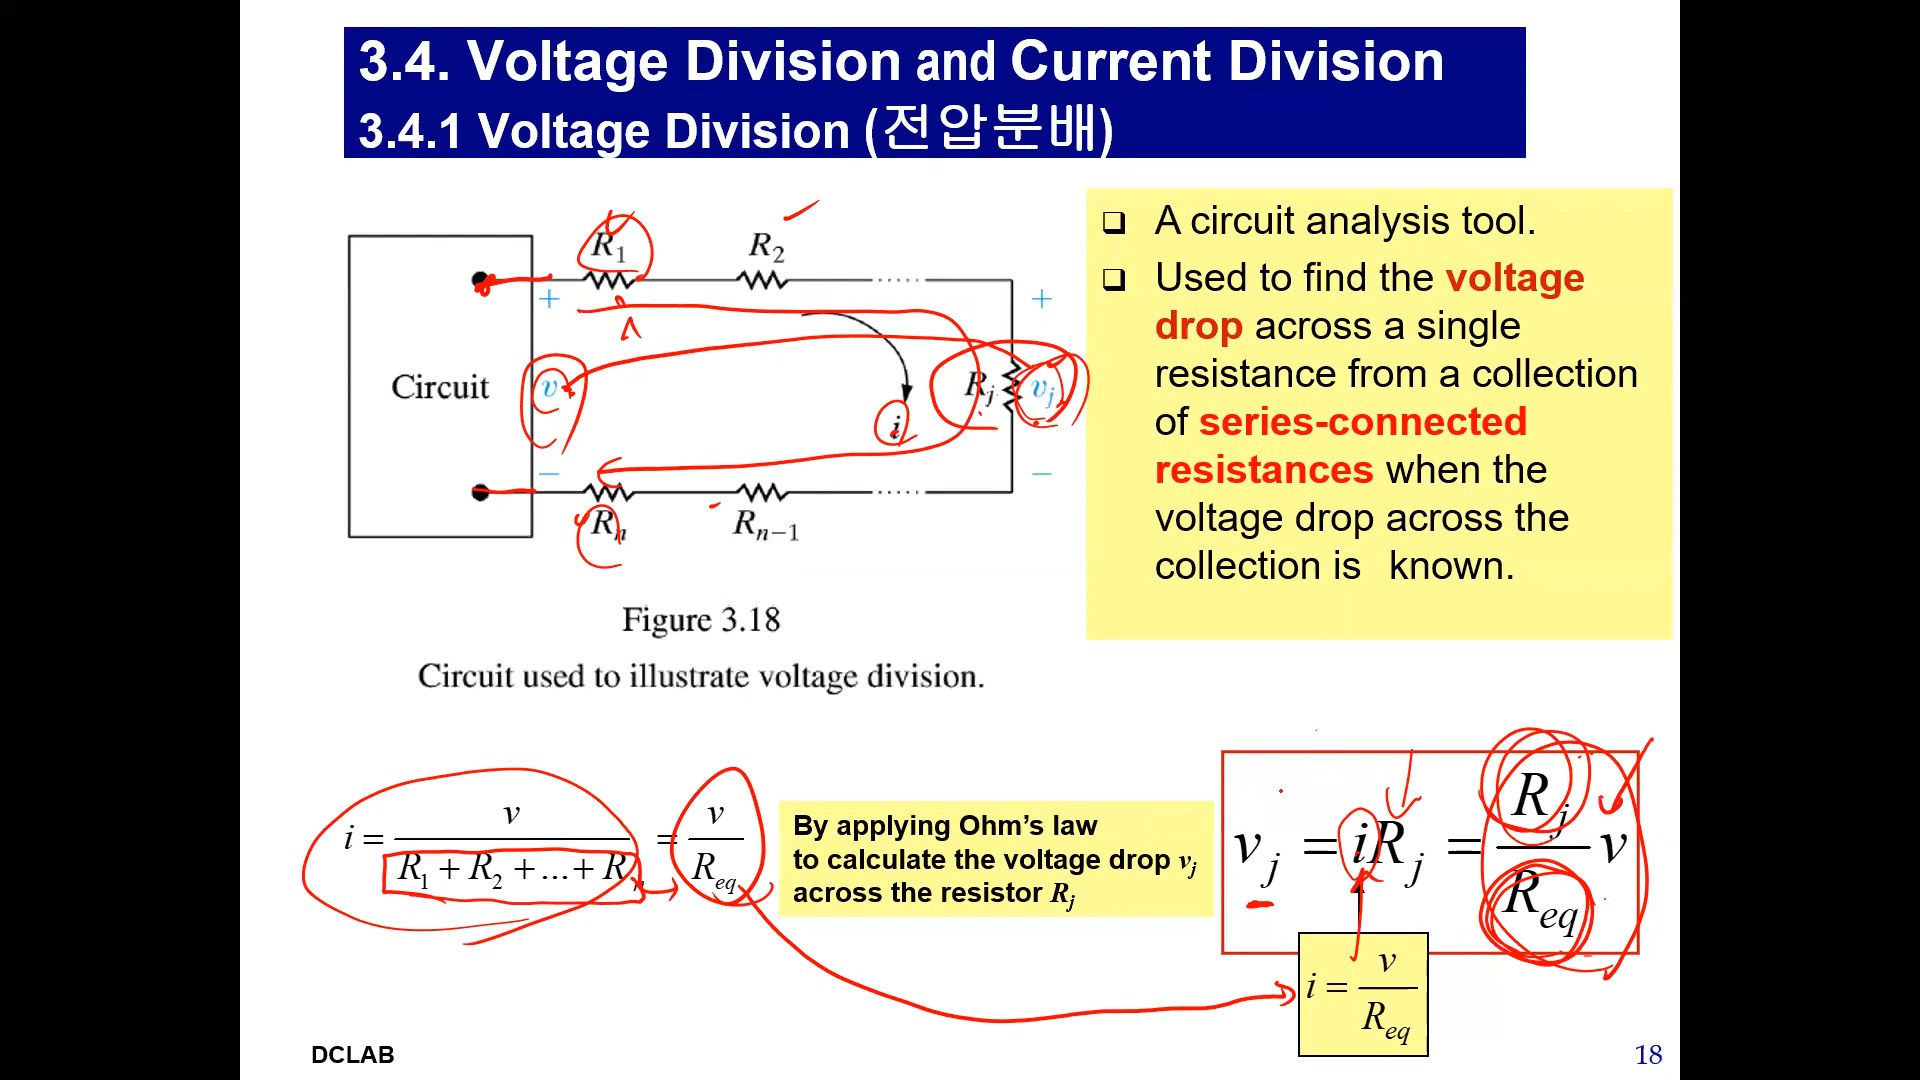 3.4. Voltage Division and Current Division
3.4.1 Voltage Division (전압분배)
R1
R2
+
+
Circuit
v
Rj
vj
i
−
−
Rn
Rn−1
Figure 3.18
Circuit used to illustrate voltage division.
❑ A circuit analysis tool.
❑ Used to find the voltage
drop across a single
resistance from a collection
of series-connected
resistances when the
voltage drop across the
collection is known.
i = v / (R1 + R2 + ... + Rn) = v / Req
By applying Ohm's law
to calculate the voltage drop vj
across the resistor Rj
vj = iRj = (Rj / Req) v
i = v / Req
DCLAB
18